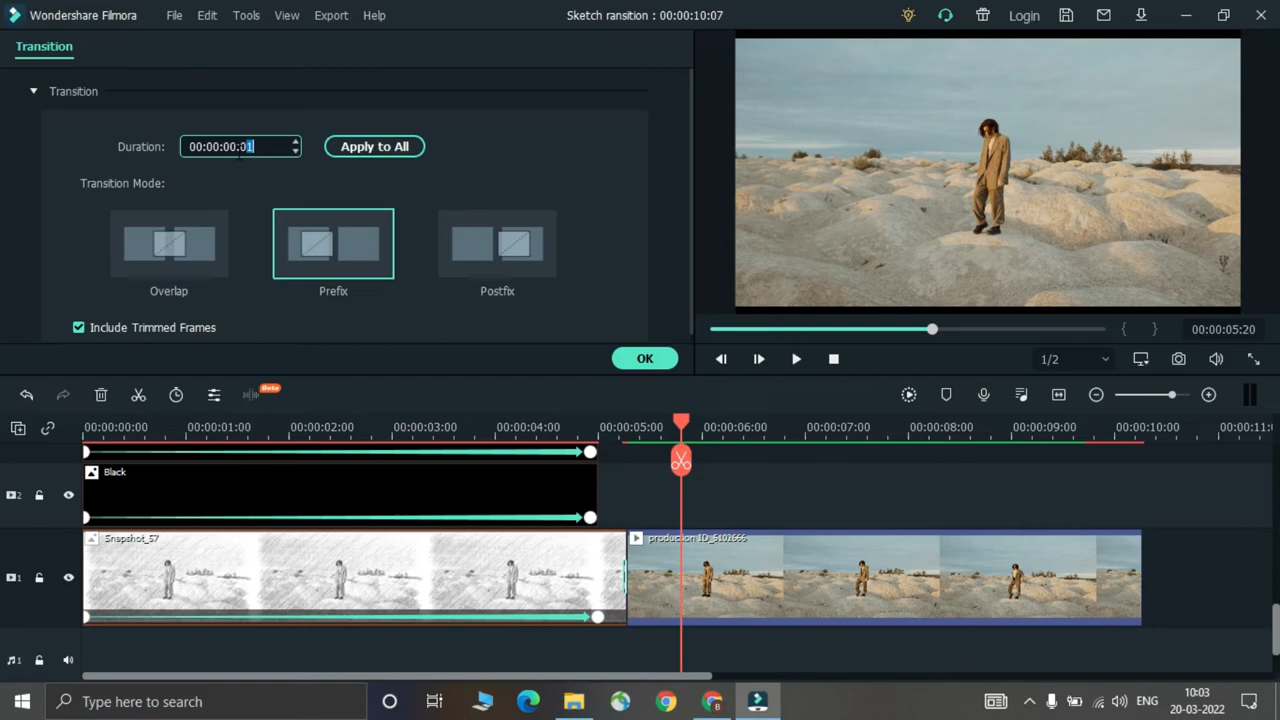 Wondershare Filmora
File
Edit
Tools
View
Export
Help
Sketch ransition : 00:00:10:07
Login
Transition
Transition
Duration:
00:00:00:01
Apply to All
Transition Mode:
Overlap
Prefix
Postfix
Include Trimmed Frames
OK
00:00:05:20
1/2
Beta
00:00:00:00
00:00:01:00
00:00:02:00
00:00:03:00
00:00:04:00
00:00:05:00
00:00:06:00
00:00:07:00
00:00:08:00
00:00:09:00
00:00:10:00
00:00:11:0
2
Black
1
Snapshot_57
production ID_5102666
1
Type here to search
ENG
10:03
20-03-2022